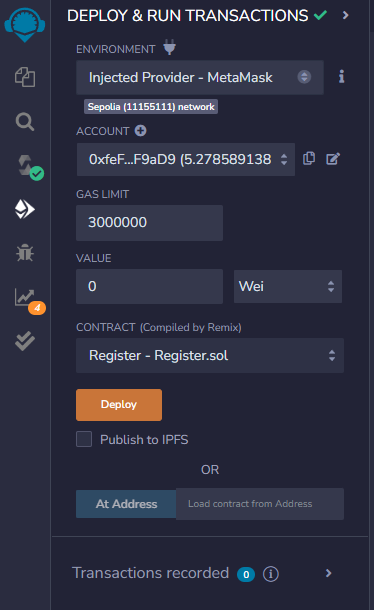 DEPLOY & RUN TRANSACTIONS
ENVIRONMENT
Injected Provider - MetaMask
Sepolia (11155111) network
ACCOUNT
0xfeF...F9aD9 (5.278589138
GAS LIMIT
3000000
VALUE
0 Wei
CONTRACT (Compiled by Remix)
Register - Register.sol
Deploy
Publish to IPFS
OR
At Address Load contract from Address
Transactions recorded 0 i
4